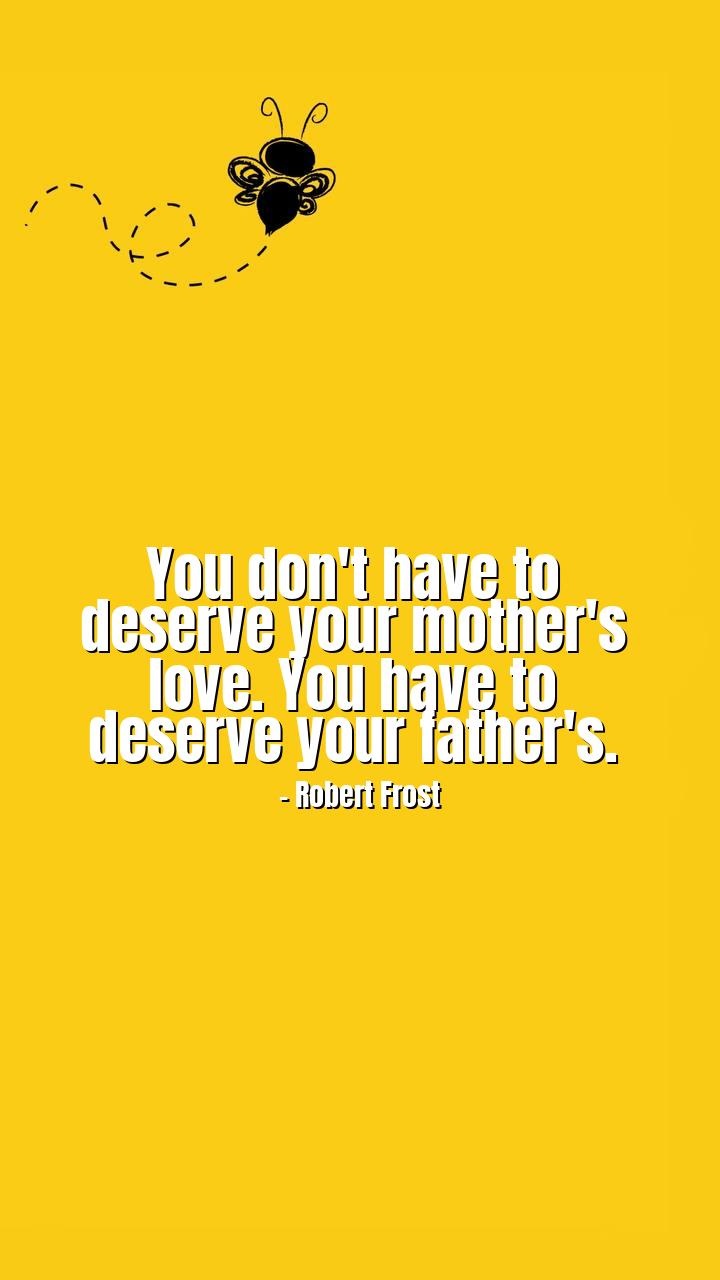 You don't have to
deserve your mother's
love. You have to
deserve your father's.
- Robert Frost